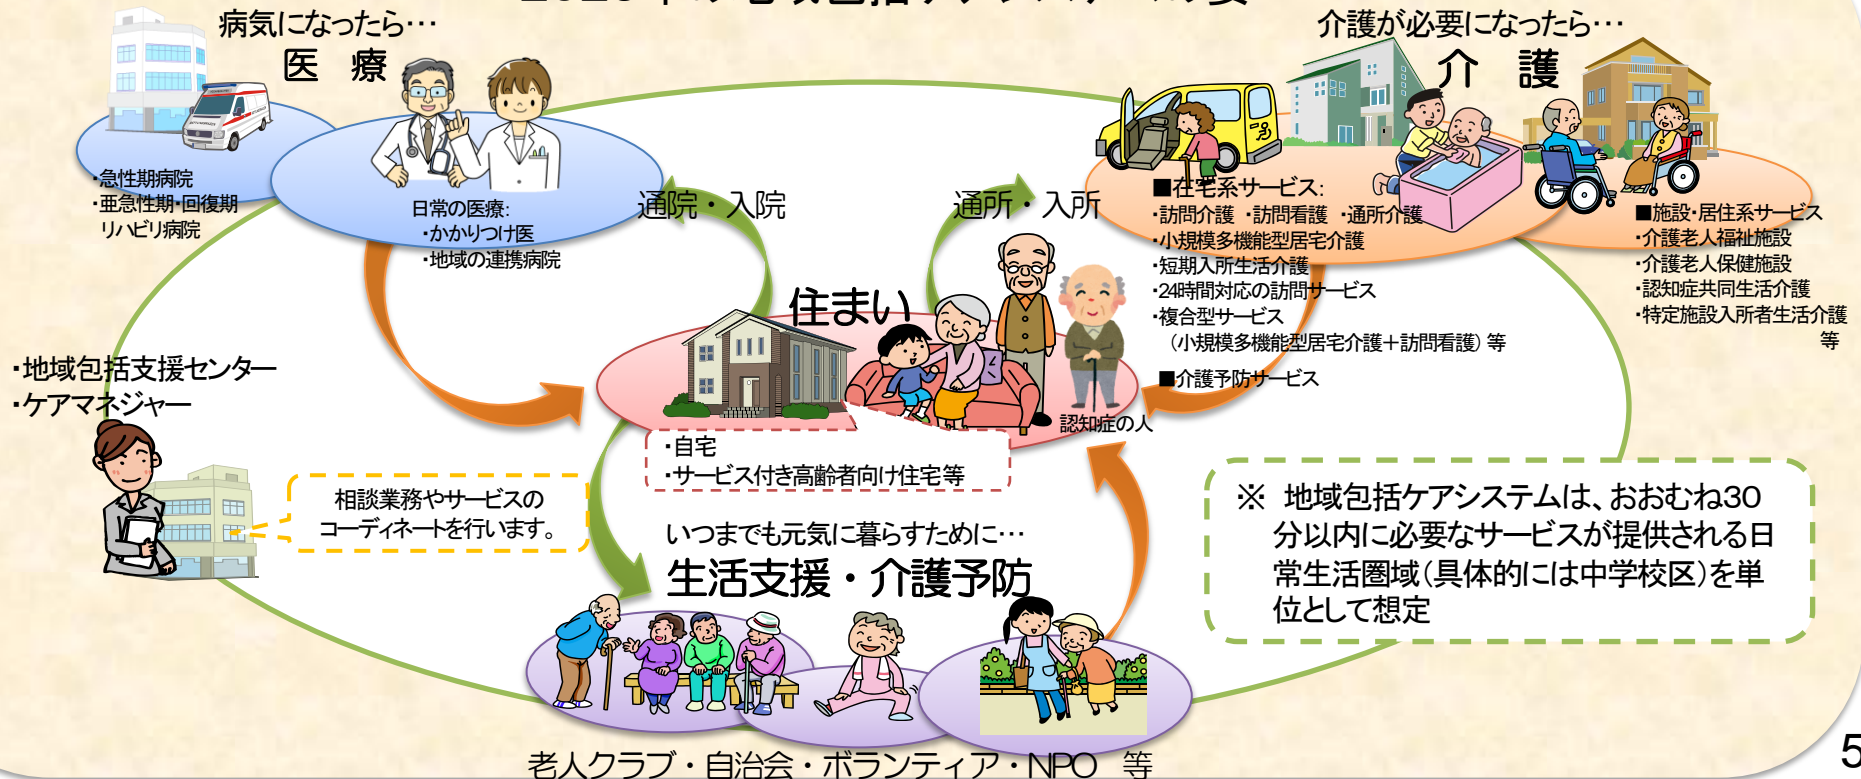 病気になったら…
医 療
・急性期病院
・亜急性期・回復期
リハビリ病院
日常の医療:
・かかりつけ医
・地域の連携病院
通院・入院
通所・入所
介護が必要になったら…
介 護
■在宅系サービス:
・訪問介護 ・訪問看護 ・通所介護
・小規模多機能型居宅介護
・短期入所生活介護
・24時間対応の訪問サービス
・複合型サービス
（小規模多機能型居宅介護＋訪問看護）等
■介護予防サービス
■施設・居住系サービス
・介護老人福祉施設
・介護老人保健施設
・認知症共同生活介護
・特定施設入所者生活介護
等
住まい
認知症の人
・自宅
・サービス付き高齢者向け住宅等
・地域包括支援センター
・ケアマネジャー
相談業務やサービスの
コーディネートを行います。
いつまでも元気に暮らすために…
生活支援・介護予防
老人クラブ・自治会・ボランティア・NPO 等
※ 地域包括ケアシステムは、おおむね30
分以内に必要なサービスが提供される日
常生活圏域（具体的には中学校区）を単
位として想定
5